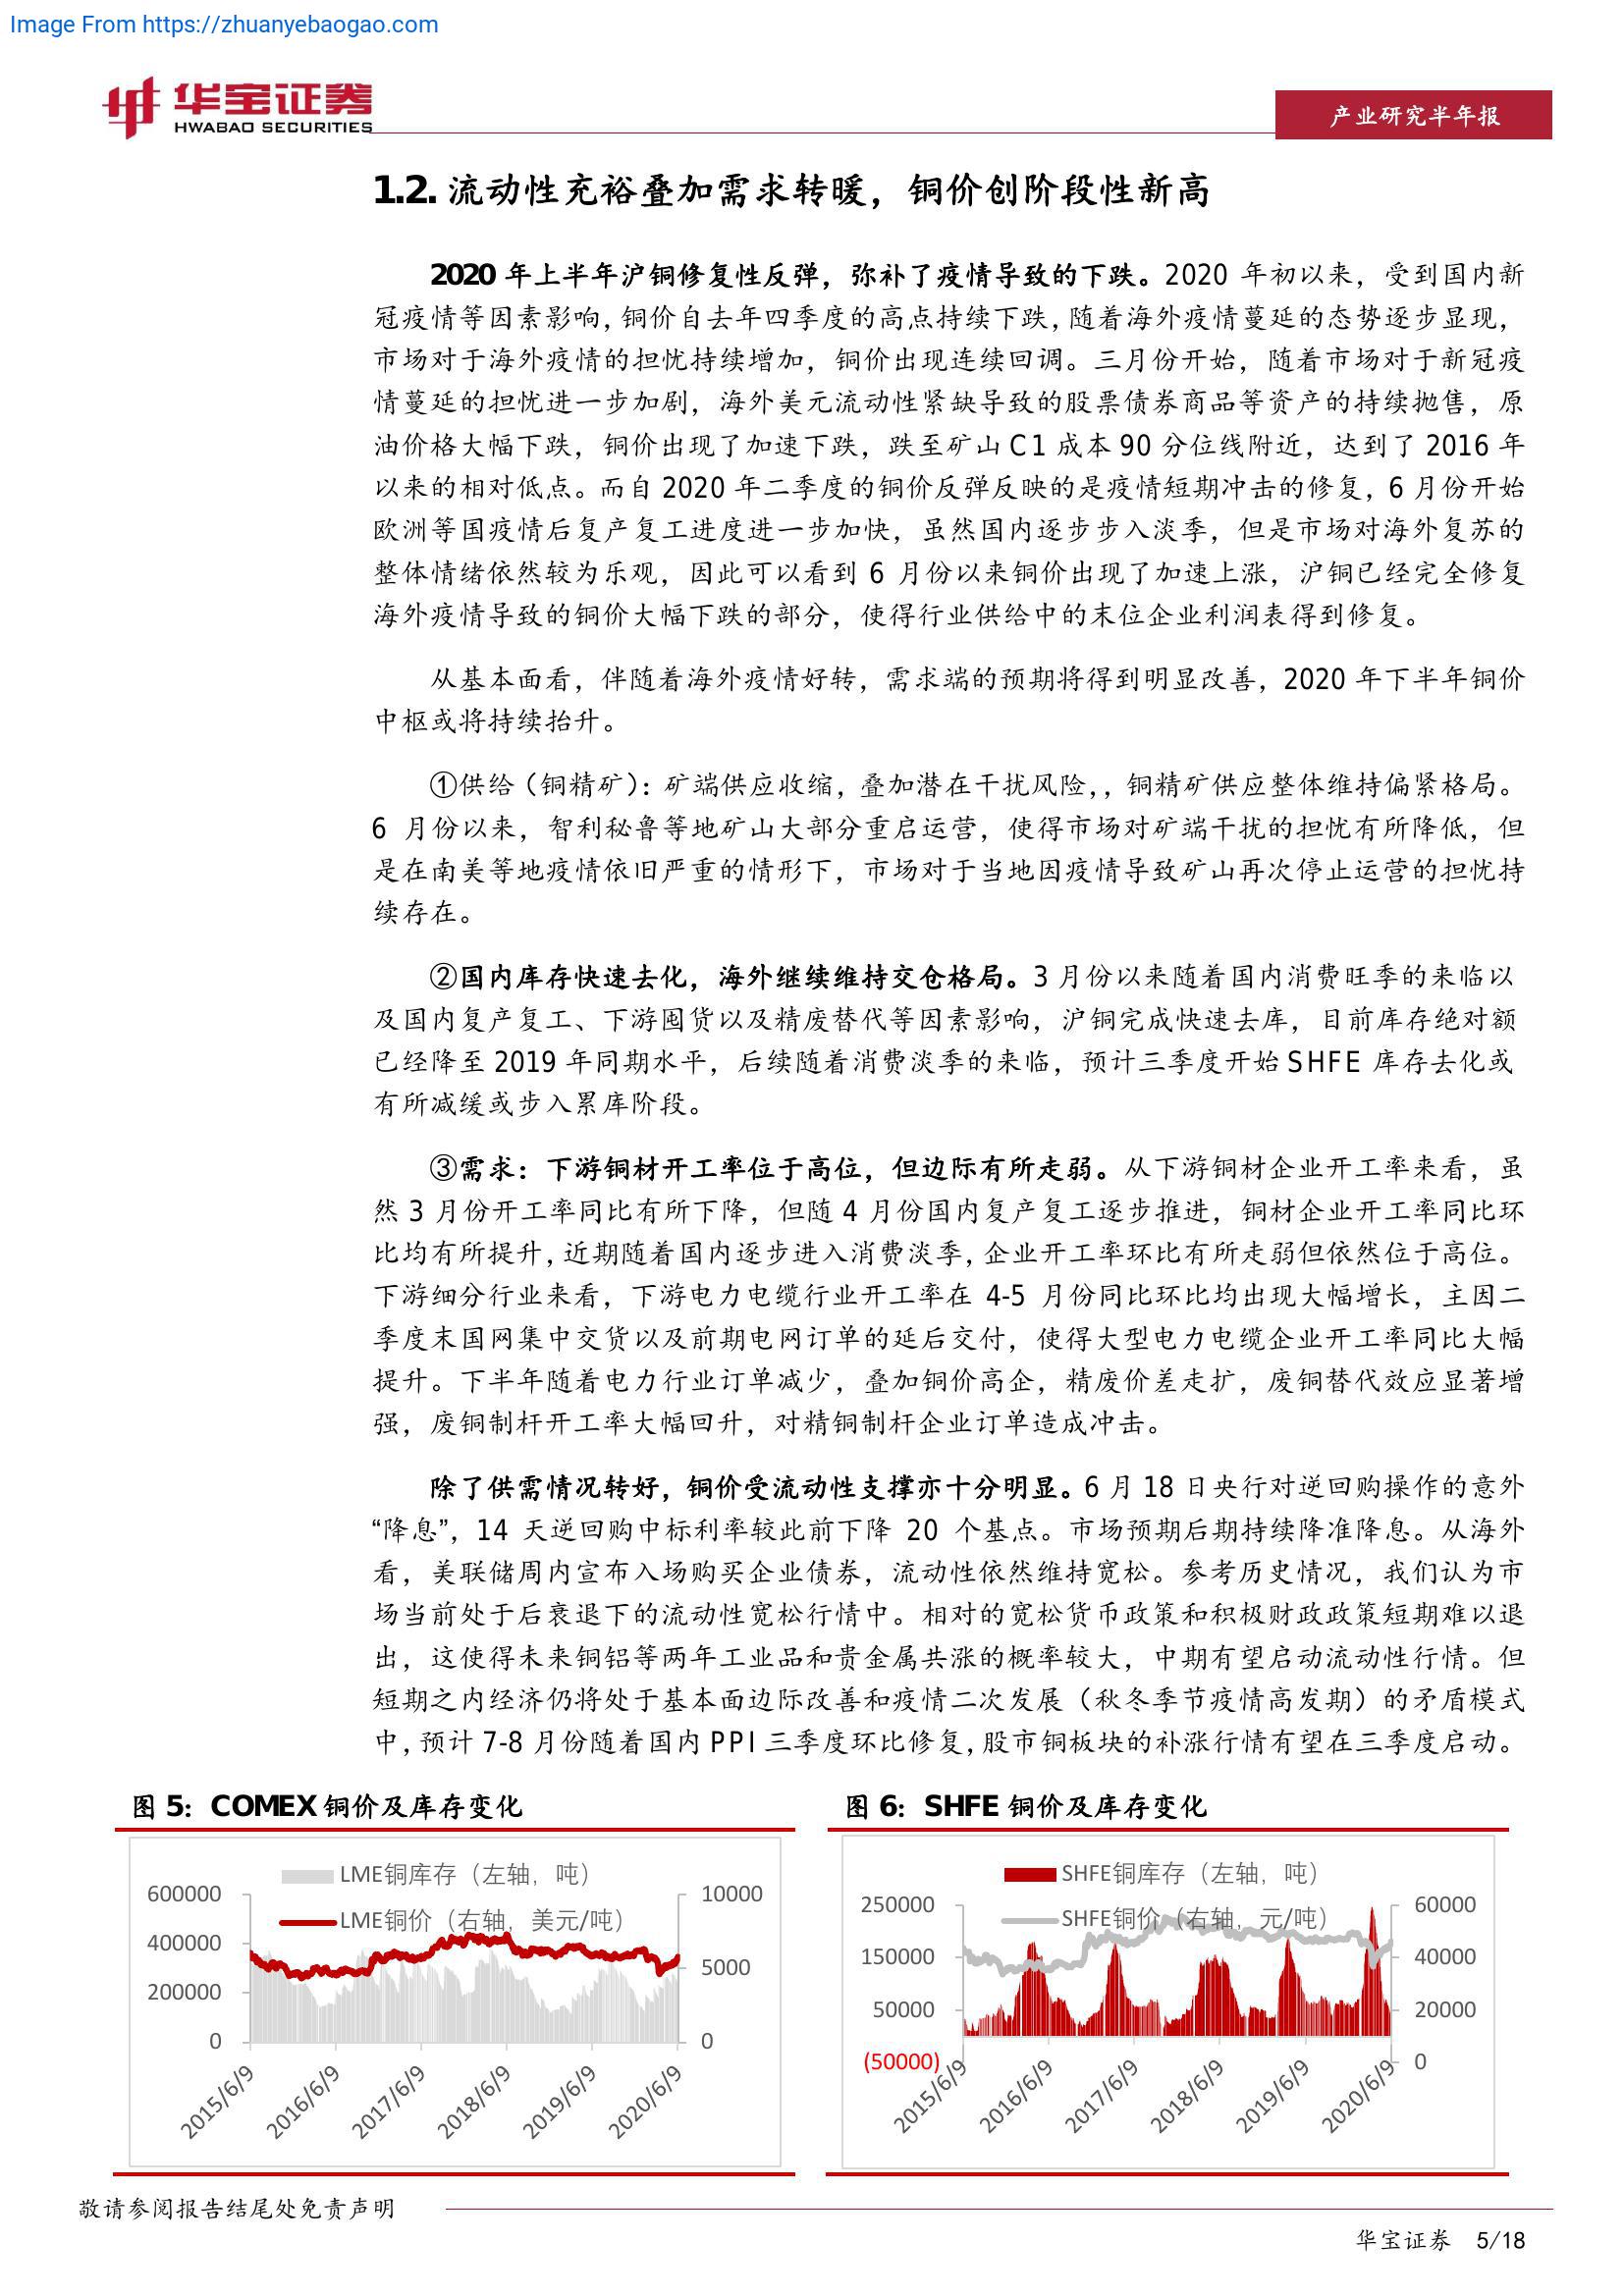 Image From https://zhuanyebaogao.com
华宝证券
HWABAO SECURITIES
产业研究半年报
1.2. 流动性充裕叠加需求转暖，铜价创阶段性新高
2020 年上半年沪铜修复性反弹，弥补了疫情导致的下跌。2020 年初以来，受到国内新
冠疫情等因素影响，铜价自去年四季度的高点持续下跌，随着海外疫情蔓延的态势逐步显现，
市场对于海外疫情的担忧持续增加，铜价出现连续回调。三月份开始，随着市场对于新冠疫
情蔓延的担忧进一步加剧，海外美元流动性紧缺导致的股票债券商品等资产的持续抛售，原
油价格大幅下跌，铜价出现了加速下跌，跌至矿山 C1 成本 90 分位线附近，达到了 2016 年
以来的相对低点。而自 2020 年二季度的铜价反弹反映的是疫情短期冲击的修复，6 月份开始
欧洲等国疫情后复产复工进度进一步加快，虽然国内逐步步入淡季，但是市场对海外复苏的
整体情绪依然较为乐观，因此可以看到 6 月份以来铜价出现了加速上涨，沪铜已经完全修复
海外疫情导致的铜价大幅下跌的部分，使得行业供给中的末位企业利润表得到修复。
从基本面看，伴随着海外疫情好转，需求端的预期将得到明显改善，2020 年下半年铜价
中枢或将持续抬升。
①供给（铜精矿）：矿端供应收缩，叠加潜在干扰风险，，铜精矿供应整体维持偏紧格局。
6 月份以来，智利秘鲁等地矿山大部分重启运营，使得市场对矿端干扰的担忧有所降低，但
是在南美等地疫情依旧严重的情形下，市场对于当地因疫情导致矿山再次停止运营的担忧持
续存在。
②国内库存快速去化，海外继续维持交仓格局。3 月份以来随着国内消费旺季的来临以
及国内复产复工、下游囤货以及精废替代等因素影响，沪铜完成快速去库，目前库存绝对额
已经降至 2019 年同期水平，后续随着消费淡季的来临，预计三季度开始 SHFE 库存去化或
有所减缓或步入累库阶段。
③需求：下游铜材开工率位于高位，但边际有所走弱。从下游铜材企业开工率来看，虽
然 3 月份开工率同比有所下降，但随 4 月份国内复产复工逐步推进，铜材企业开工率同比环
比均有所提升，近期随着国内逐步进入消费淡季，企业开工率环比有所走弱但依然位于高位。
下游细分行业来看，下游电力电缆行业开工率在 4-5 月份同比环比均出现大幅增长，主因二
季度末国网集中交货以及前期电网订单的延后交付，使得大型电力电缆企业开工率同比大幅
提升。下半年随着电力行业订单减少，叠加铜价高企，精废价差走扩，废铜替代效应显著增
强，废铜制杆开工率大幅回升，对精铜制杆企业订单造成冲击。
除了供需情况转好，铜价受流动性支撑亦十分明显。6 月 18 日央行对逆回购操作的意外
“降息”，14 天逆回购中标利率较此前下降 20 个基点。市场预期后期持续降准降息。从海外
看，美联储周内宣布入场购买企业债券，流动性依然维持宽松。参考历史情况，我们认为市
场当前处于后衰退下的流动性宽松行情中。相对的宽松货币政策和积极财政政策短期难以退
出，这使得未来铜铝等两年工业品和贵金属共涨的概率较大，中期有望启动流动性行情。但
短期之内经济仍将处于基本面边际改善和疫情二次发展（秋冬季节疫情高发期）的矛盾模式
中，预计 7-8 月份随着国内 PPI 三季度环比修复，股市铜板块的补涨行情有望在三季度启动。
图 5：COMEX 铜价及库存变化
LME铜库存（左轴，吨）
LME铜价（右轴，美元/吨）
600000
400000
200000
0
10000
5000
0
2015/6/9
2016/6/9
2017/6/9
2018/6/9
2019/6/9
2020/6/9
图 6：SHFE 铜价及库存变化
SHFE铜库存（左轴，吨）
SHFE铜价（右轴，元/吨）
250000
150000
50000
(50000)
60000
40000
20000
0
2015/6/9
2016/6/9
2017/6/9
2018/6/9
2019/6/9
2020/6/9
敬请参阅报告结尾处免责声明
华宝证券 5/18